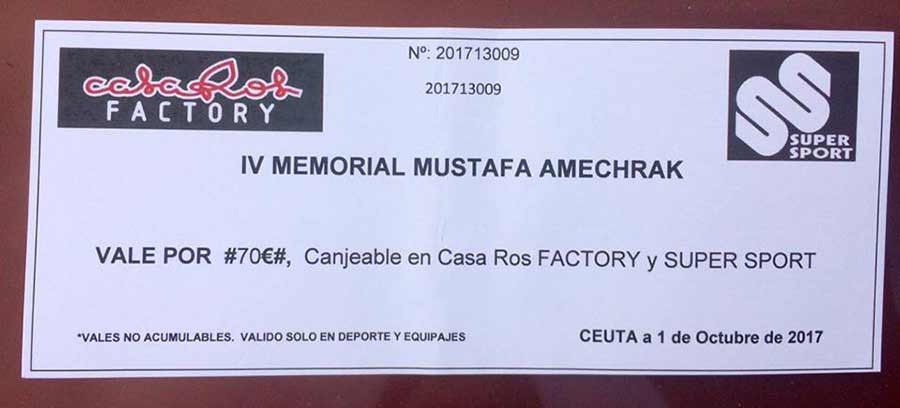 casaRos
FACTORY
Nº: 201713009
201713009
SUPER
SPORT
IV MEMORIAL MUSTAFA AMECHRAK
VALE POR #70€#, Canjeable en Casa Ros FACTORY y SUPER SPORT
*VALES NO ACUMULABLES. VALIDO SOLO EN DEPORTE Y EQUIPAJES
CEUTA a 1 de Octubre de 2017